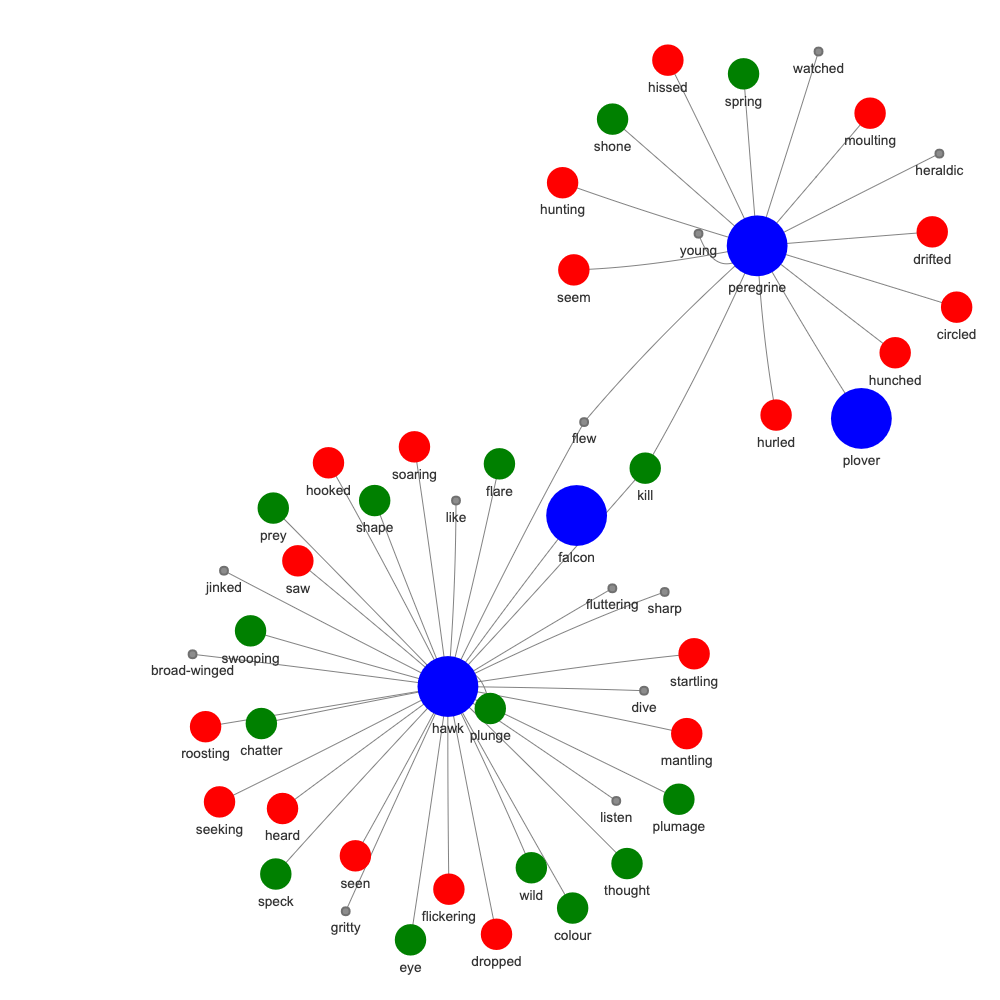 watched
hissed
spring
moulting
shone
heraldic
hunting
young
drifted
peregrine
seem
circled
hunched
hurled
flew
plover
soaring
hooked
flare
kill
like
shape
prey
falcon
jinked
saw
fluttering
sharp
swooping
broad-winged
startling
dive
hawk
plunge
roosting
chatter
mantling
listen
seeking
heard
plumage
seen
thought
wild
speck
flickering
gritty
colour
eye
dropped